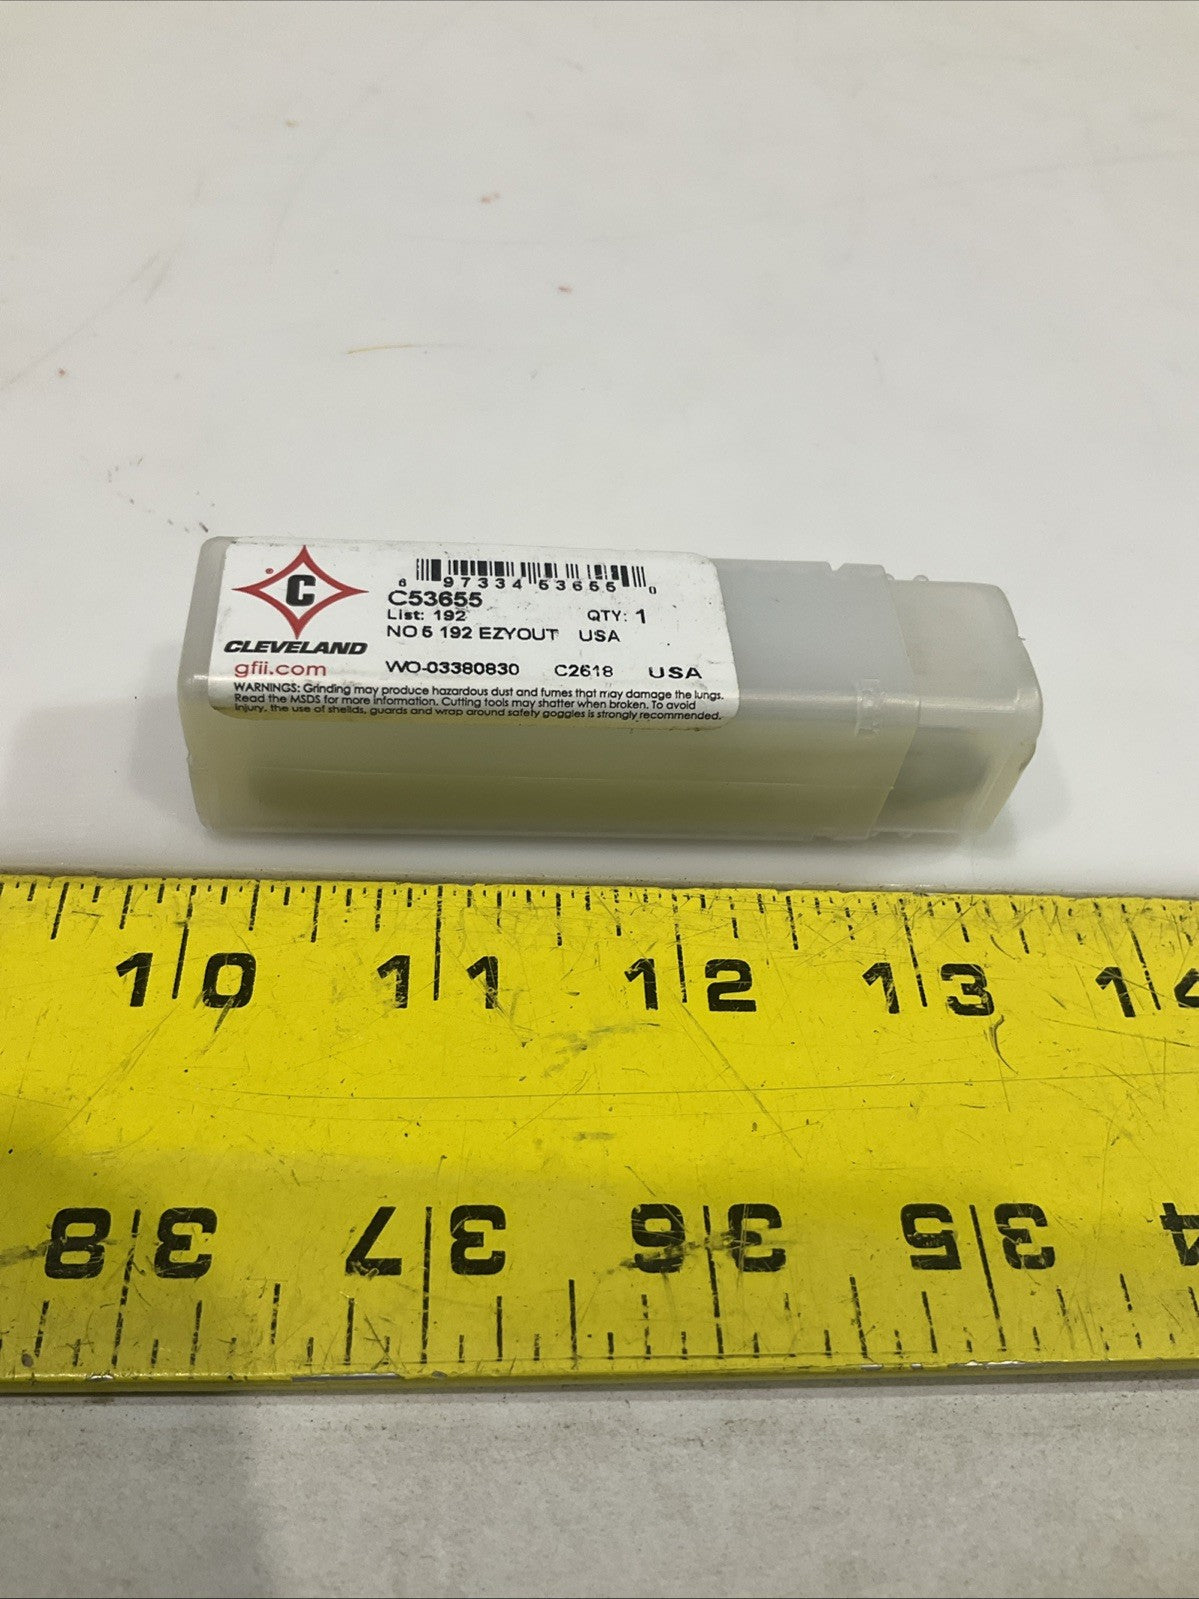 C
CLEVELAND
gfii.com
6 97334 53655 0
C53655
List: 192 QTY: 1
NO 5 192 EZYOUT USA
WO-03380830 C2618 USA
WARNINGS: Grinding may produce hazardous dust and fumes that may damage the lungs.
Read the MSDS for more information. Cutting tools may shatter when broken. To avoid
injury, the use of sheilds, guards and wrap around safety goggles is strongly recommended.
10 11 12 13 14
38 37 36 35 34